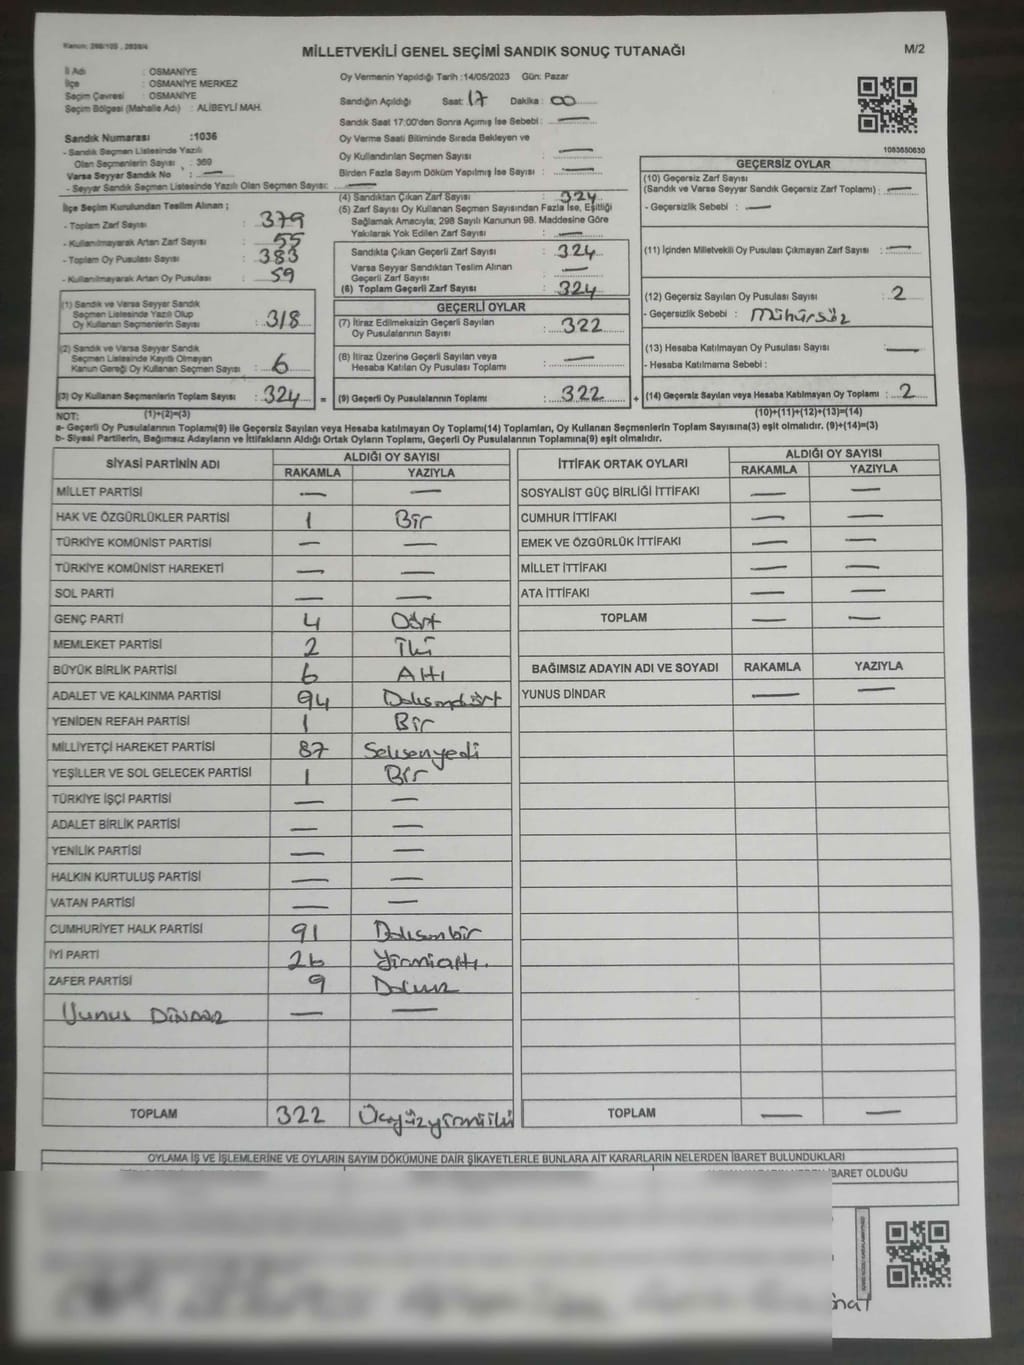 Kanun: 298/105 , 2839/4
MİLLETVEKİLİ GENEL SEÇİMİ SANDIK SONUÇ TUTANAĞI
M/2
İl Adı : OSMANİYE
İlçe : OSMANİYE MERKEZ
Seçim Çevresi : OSMANİYE
Seçim Bölgesi (Mahalle Adı) : ALİBEYLİ MAH.
Oy Vermenin Yapıldığı Tarih :14/05/2023 Gün: Pazar
Sandığın Açıldığı Saat: 17 Dakika : 00
Sandık Saat 17:00'den Sonra Açımış İse Sebebi : —
Oy Verme Saati Bitiminde Sırada Bekleyen ve
Oy Kullandırılan Seçmen Sayısı : —
Birden Fazla Sayım Döküm Yapılmış İse Sayısı : —
1083650630
Sandık Numarası :1036
- Sandık Seçmen Listesinde Yazılı
Olan Seçmenlerin Sayısı : 369
Varsa Seyyar Sandık No : —
- Seyyar Sandık Seçmen Listesinde Yazılı Olan Seçmen Sayısı: —
İlçe Seçim Kurulundan Teslim Alınan ;
- Toplam Zarf Sayısı : 379
- Kullanılmayarak Artan Zarf Sayısı : 55
- Toplam Oy Pusulası Sayısı : 383
- Kullanılmayarak Artan Oy Pusulası : 59
(1) Sandık ve Varsa Seyyar Sandık
Seçmen Listesinde Yazılı Olup
Oy Kullanan Seçmenlerin Sayısı : 318
(2) Sandık ve Varsa Seyyar Sandık
Seçmen Listesinde Kayıtlı Olmayan
Kanun Gereği Oy Kullanan Seçmen Sayısı : 6
(3) Oy Kullanan Seçmenlerin Toplam Sayısı : 324 =
(4) Sandıktan Çıkan Zarf Sayısı : 324
(5) Zarf Sayısı Oy Kullanan Seçmen Sayısından Fazla İse, Eşitliği
Sağlamak Amacıyla, 298 Sayılı Kanunun 98. Maddesine Göre
Yakılarak Yok Edilen Zarf Sayısı : —
Sandıkta Çıkan Geçerli Zarf Sayısı : 324
Varsa Seyyar Sandıktan Teslim Alınan
Geçerli Zarf Sayısı : —
(6) Toplam Geçerli Zarf Sayısı : 324
GEÇERLİ OYLAR
(7) İtiraz Edilmeksizin Geçerli Sayılan
Oy Pusulalarının Sayısı : 322
(8) İtiraz Üzerine Geçerli Sayılan veya
Hesaba Katılan Oy Pusulası Toplamı : —
(9) Geçerli Oy Pusulalarının Toplamı : 322 +
GEÇERSİZ OYLAR
(10) Geçersiz Zarf Sayısı
(Sandık ve Varsa Seyyar Sandık Geçersiz Zarf Toplamı) : —
- Geçersizlik Sebebi : —
(11) İçinden Milletvekili Oy Pusulası Çıkmayan Zarf Sayısı : —
(12) Geçersiz Sayılan Oy Pusulası Sayısı : 2
- Geçersizlik Sebebi : Mühürsüz
(13) Hesaba Katılmayan Oy Pusulası Sayısı —
- Hesaba Katılmama Sebebi :
(14) Geçersiz Sayılan veya Hesaba Katılmayan Oy Toplamı : 2
NOT: (1)+(2)=(3) (10)+(11)+(12)+(13)=(14)
a- Geçerli Oy Pusulalarının Toplamı(9) ile Geçersiz Sayılan veya Hesaba Katılmayan Oy Toplamı(14) Toplamları, Oy Kullanan Seçmenlerin Toplam Sayısına(3) eşit olmalıdır. (9)+(14)=(3)
b- Siyasi Partilerin, Bağımsız Adayların ve İttifakların Aldığı Ortak Oyların Toplamı, Geçerli Oy Pusulalarının Toplamına(9) eşit olmalıdır.
SİYASİ PARTİNİN ADI ALDIĞI OY SAYISI
RAKAMLA YAZIYLA
MİLLET PARTİSİ — —
HAK VE ÖZGÜRLÜKLER PARTİSİ 1 Bir
TÜRKİYE KOMÜNİST PARTİSİ — —
TÜRKİYE KOMÜNİST HAREKETİ — —
SOL PARTİ — —
GENÇ PARTİ 4 Dört
MEMLEKET PARTİSİ 2 İki
BÜYÜK BİRLİK PARTİSİ 6 Altı
ADALET VE KALKINMA PARTİSİ 94 Doksandört
YENİDEN REFAH PARTİSİ 1 Bir
MİLLİYETÇİ HAREKET PARTİSİ 87 Seksenyedi
YEŞİLLER VE SOL GELECEK PARTİSİ 1 Bir
TÜRKİYE İŞÇİ PARTİSİ — —
ADALET BİRLİK PARTİSİ — —
YENİLİK PARTİSİ — —
HALKIN KURTULUŞ PARTİSİ — —
VATAN PARTİSİ — —
CUMHURİYET HALK PARTİSİ 91 Doksanbir
İYİ PARTİ 26 Yirmialtı.
ZAFER PARTİSİ 9 Dokuz
Yunus DİNDAR — —
TOPLAM 322 Üçyüzyirmiiki
İTTİFAK ORTAK OYLARI ALDIĞI OY SAYISI
RAKAMLA YAZIYLA
SOSYALİST GÜÇ BİRLİĞİ İTTİFAKI — —
CUMHUR İTTİFAKI — —
EMEK VE ÖZGÜRLÜK İTTİFAKI — —
MİLLET İTTİFAKI — —
ATA İTTİFAKI — —
TOPLAM — —
BAĞIMSIZ ADAYIN ADI VE SOYADI RAKAMLA YAZIYLA
YUNUS DİNDAR — —
TOPLAM — —
OYLAMA İŞ VE İŞLEMLERİNE VE OYLARIN SAYIM DÖKÜMÜNE DAİR ŞİKAYETLERLE BUNLARA AİT KARARLARIN NELERDEN İBARET BULUNDUKLARI
İBARET OLDUĞU